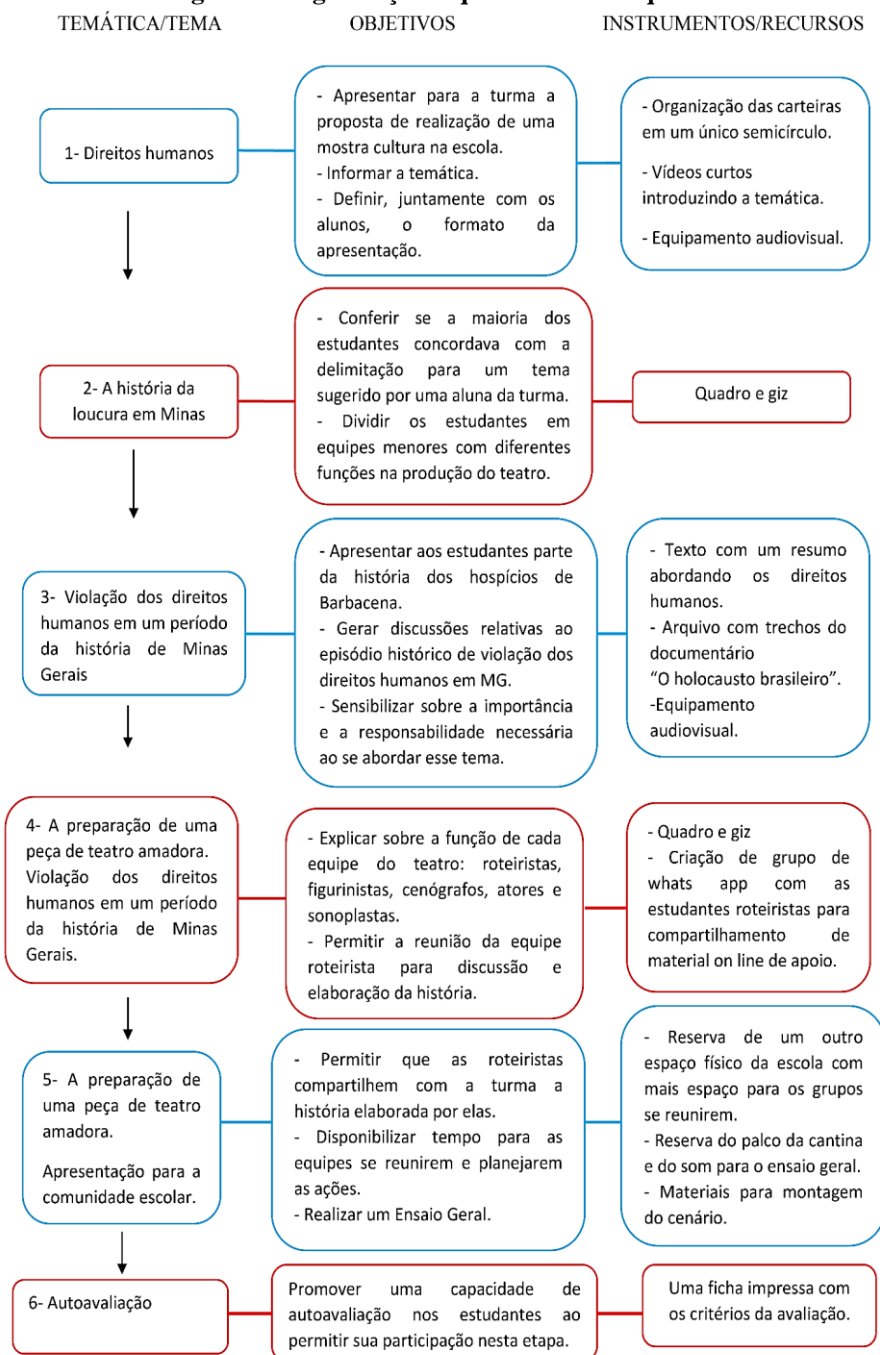 TEMÁTICA/TEMA
OBJETIVOS
INSTRUMENTOS/RECURSOS
1- Direitos humanos
- Apresentar para a turma a
proposta de realização de uma
mostra cultura na escola.
- Informar a temática.
- Definir, juntamente com os
alunos, o formato da
apresentação.
- Organização das carteiras
em um único semicírculo.
- Vídeos curtos
introduzindo a temática.
- Equipamento audiovisual.
2- A história da
loucura em Minas
- Conferir se a maioria dos
estudantes concordava com a
delimitação para um tema
sugerido por uma aluna da turma.
- Dividir os estudantes em
equipes menores com diferentes
funções na produção do teatro.
Quadro e giz
3- Violação dos direitos
humanos em um período
da história de Minas
Gerais
- Apresentar aos estudantes parte
da história dos hospícios de
Barbacena.
- Gerar discussões relativas ao
episódio histórico de violação dos
direitos humanos em MG.
- Sensibilizar sobre a importância
e a responsabilidade necessária
ao se abordar esse tema.
- Texto com um resumo
abordando os direitos
humanos.
- Arquivo com trechos do
documentário
“O holocausto brasileiro”.
-Equipamento
audiovisual.
4- A preparação de uma
peça de teatro amadora.
Violação dos direitos
humanos em um período
da história de Minas
Gerais.
- Explicar sobre a função de cada
equipe do teatro: roteiristas,
figurinistas, cenógrafos, atores e
sonoplastas.
- Permitir a reunião da equipe
roteirista para discussão e
elaboração da história.
- Quadro e giz
- Criação de grupo de
whats app com as
estudantes roteiristas para
compartilhamento de
material on line de apoio.
5- A preparação de
uma peça de teatro
amadora.
Apresentação para a
comunidade escolar.
- Permitir que as roteiristas
compartilhem com a turma a
história elaborada por elas.
- Disponibilizar tempo para as
equipes se reunirem e planejarem
as ações.
- Realizar um Ensaio Geral.
- Reserva de um outro
espaço físico da escola com
mais espaço para os grupos
se reunirem.
- Reserva do palco da cantina
e do som para o ensaio geral.
- Materiais para montagem
do cenário.
6- Autoavaliação
Promover uma capacidade de
autoavaliação nos estudantes ao
permitir sua participação nesta etapa.
Uma ficha impressa com
os critérios da avaliação.